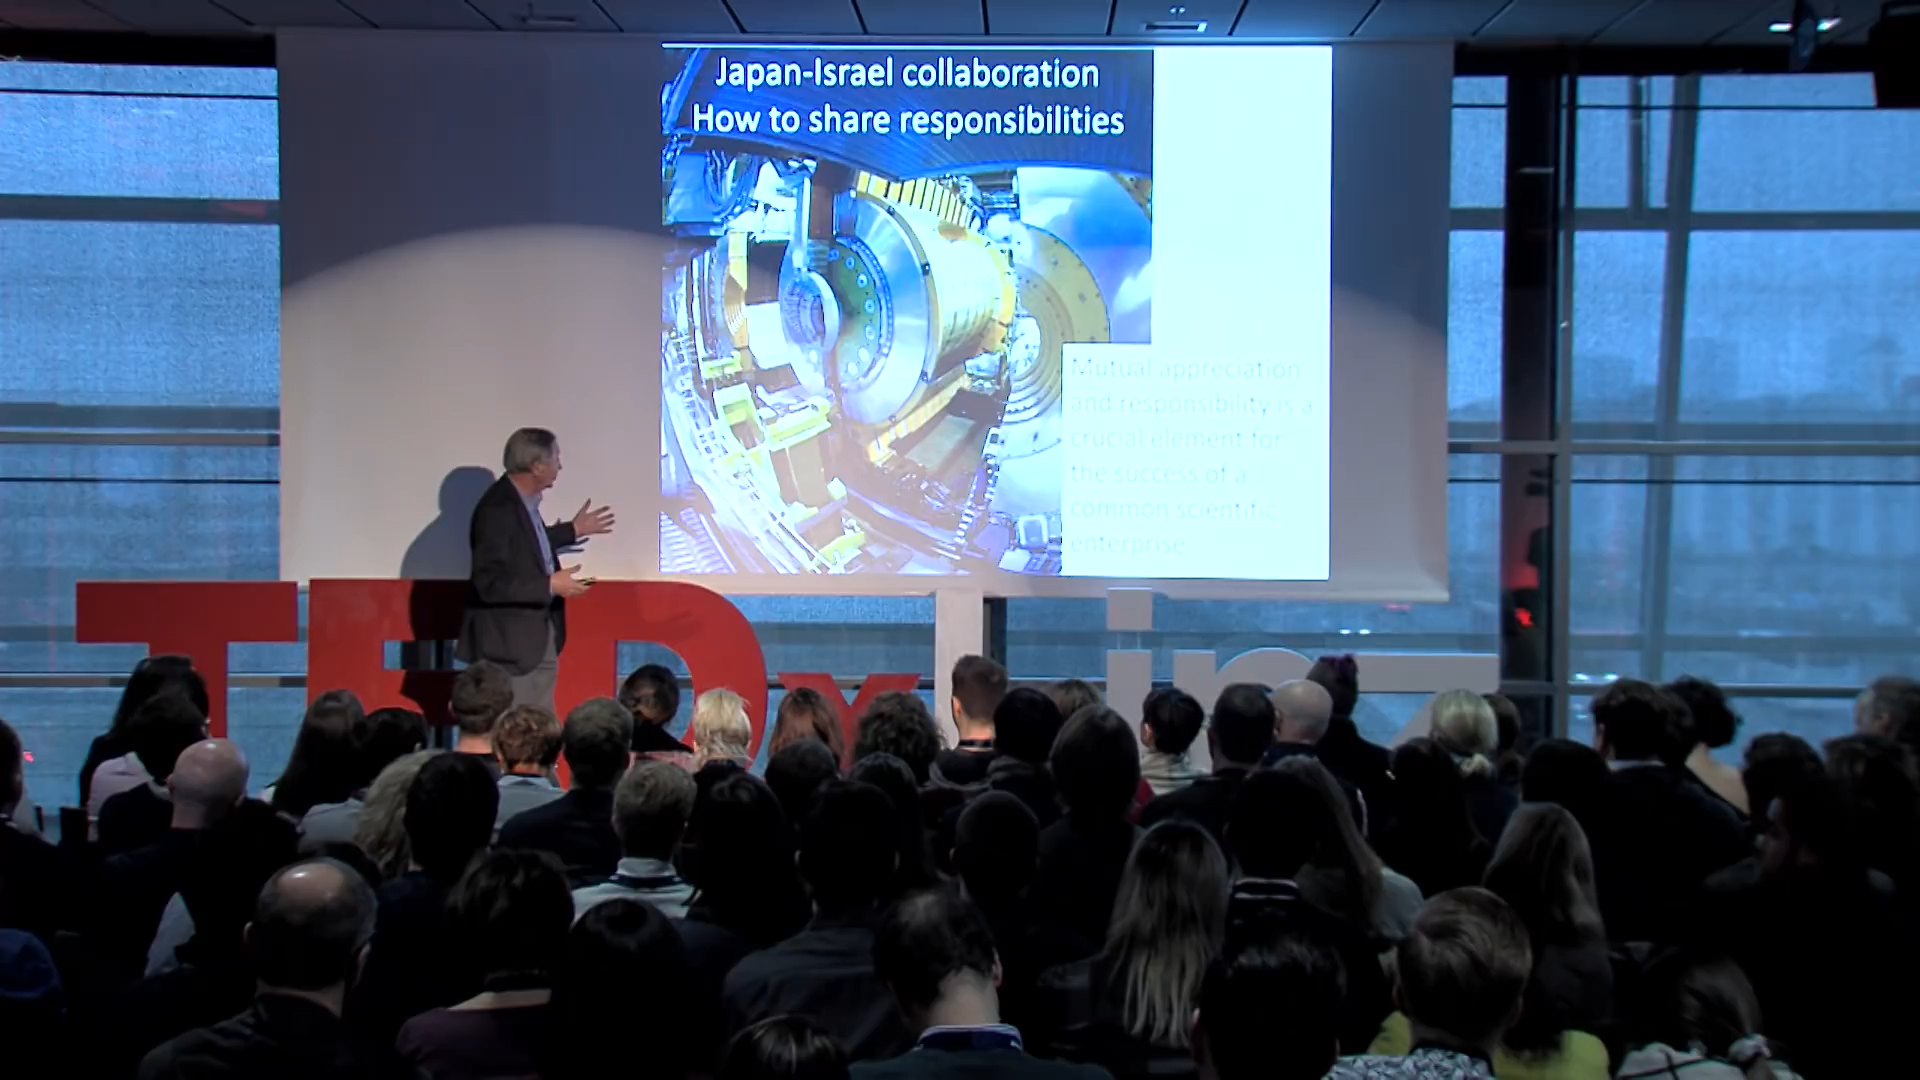 Japan-Israel collaboration
How to share responsibilities
Mutual appreciation
and responsibility is a
crucial element for
the success of a
common scientific
enterprise
TEDx